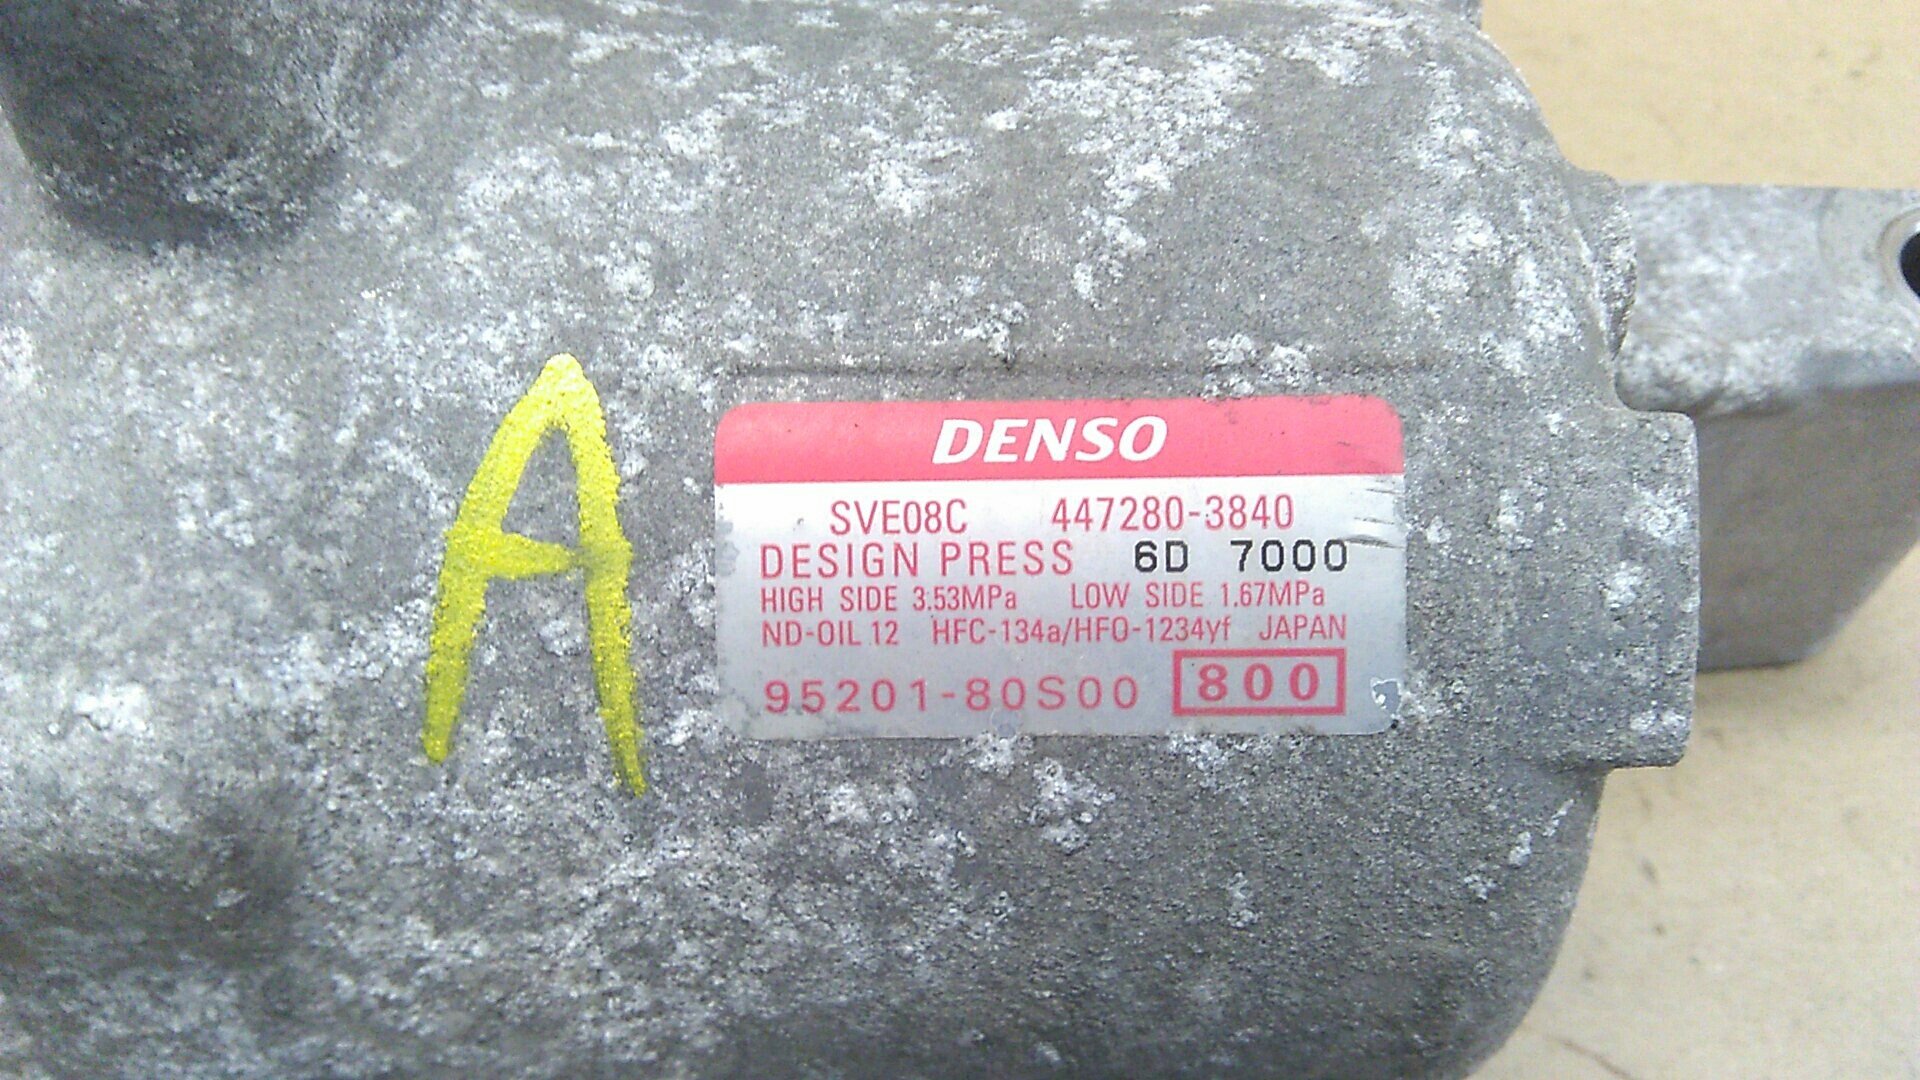 A
DENSO
SVE08C 447280-3840
DESIGN PRESS 6D 7000
HIGH SIDE 3.53MPa LOW SIDE 1.67MPa
ND-OIL 12 HFC-134a/HFO-1234yf JAPAN
95201-80S00 800